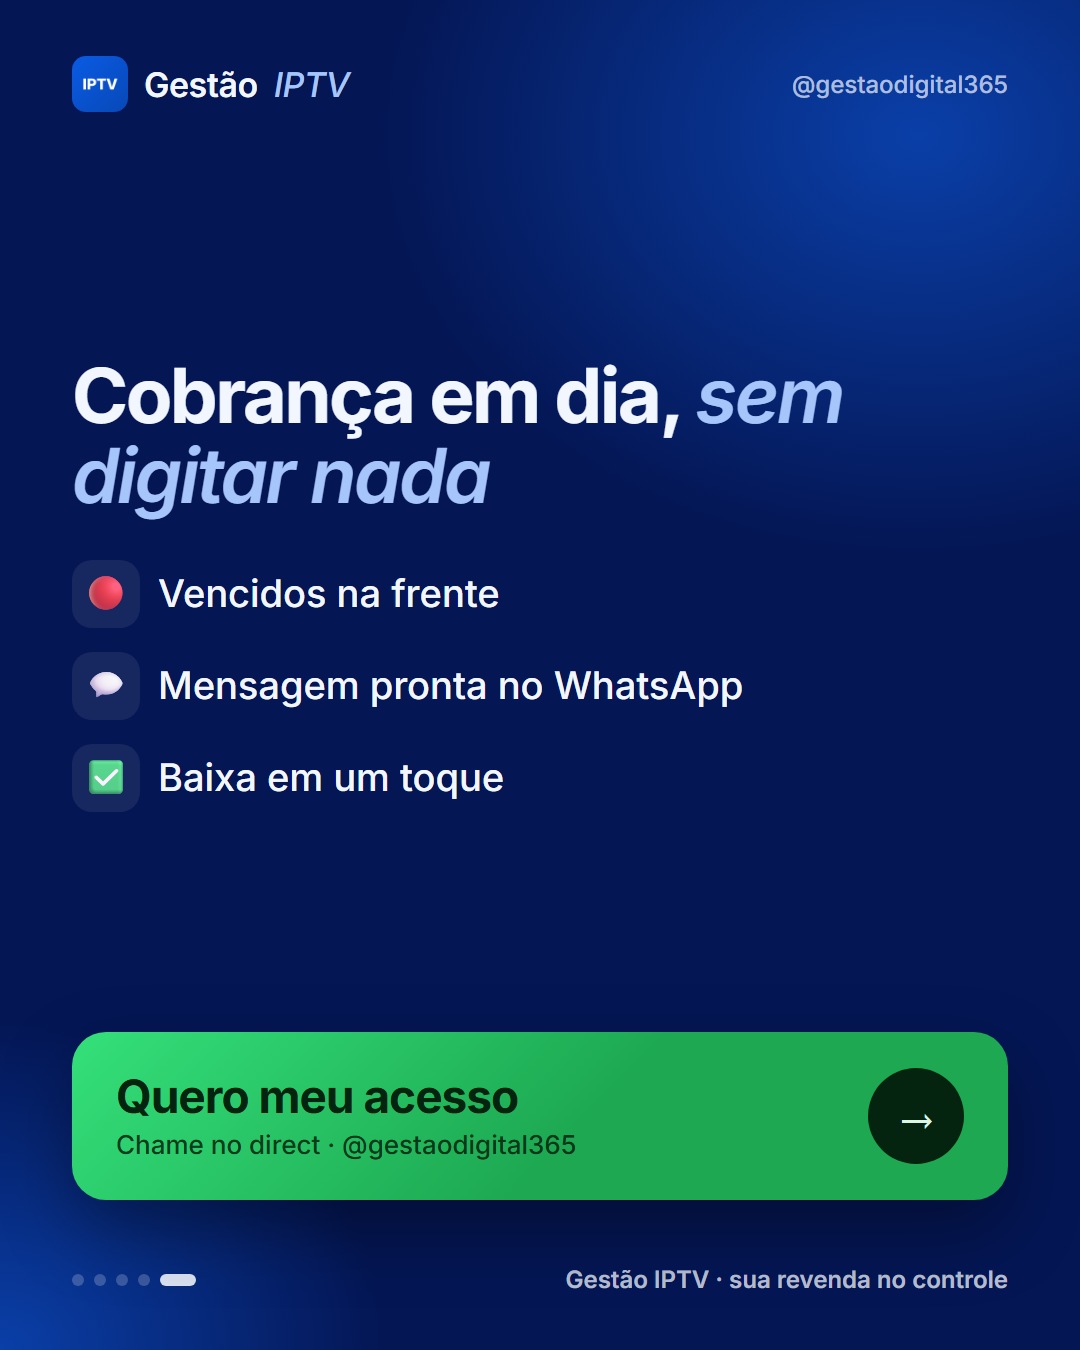 IPTV
Gestão IPTV
@gestaodigital365
Cobrança em dia, sem
digitar nada
Vencidos na frente
Mensagem pronta no WhatsApp
Baixa em um toque
Quero meu acesso
Chame no direct · @gestaodigital365
→
Gestão IPTV · sua revenda no controle